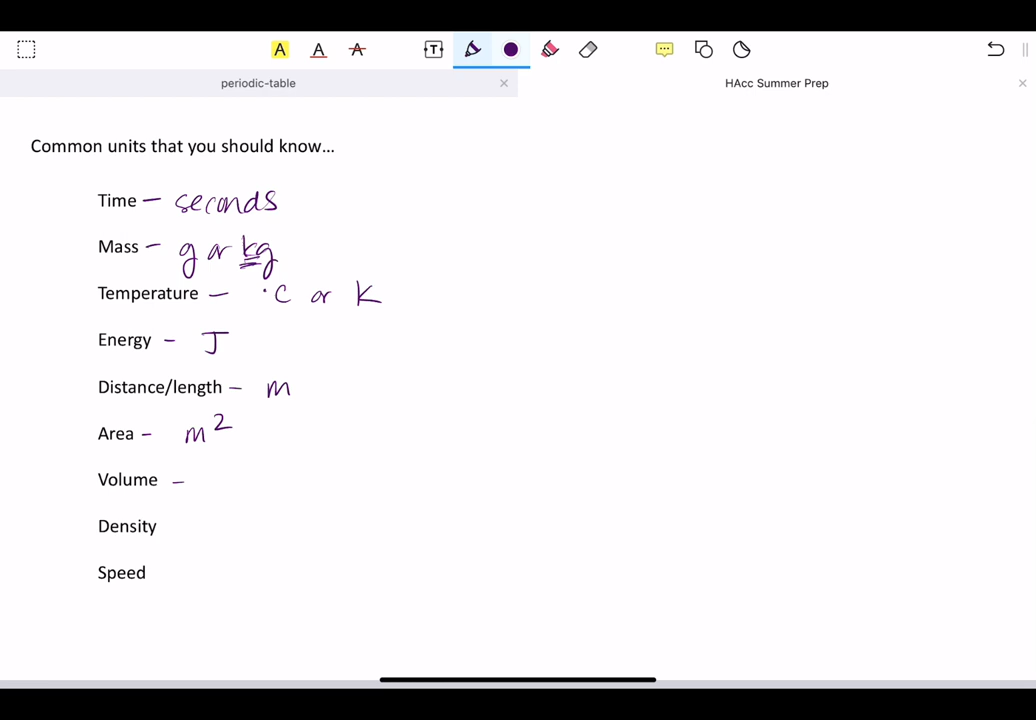 A A A T
periodic-table × HAcc Summer Prep ×
Common units that you should know...
Time – seconds
Mass – g or kg
Temperature – °C or K
Energy – J
Distance/length – m
Area – m²
Volume –
Density
Speed